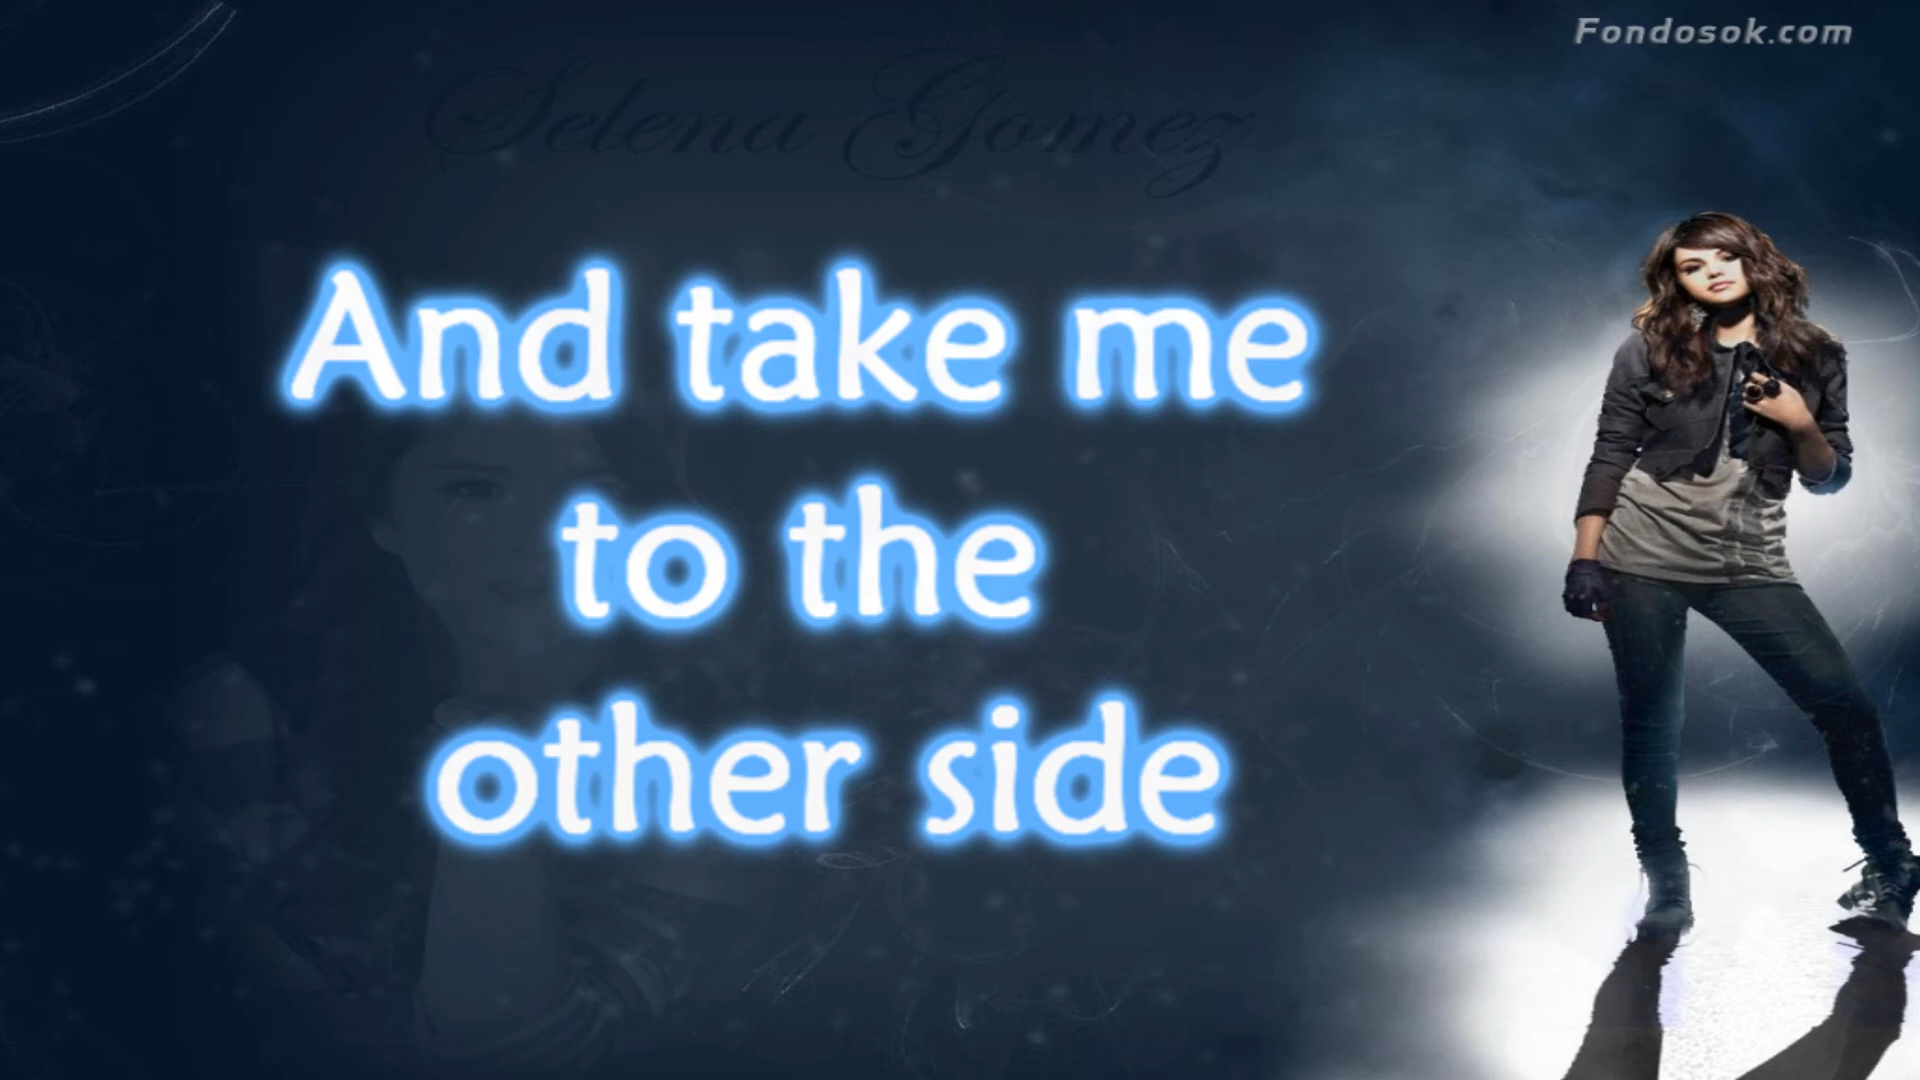 Fondosok.com
Selena Gomez
And take me
to the
other side